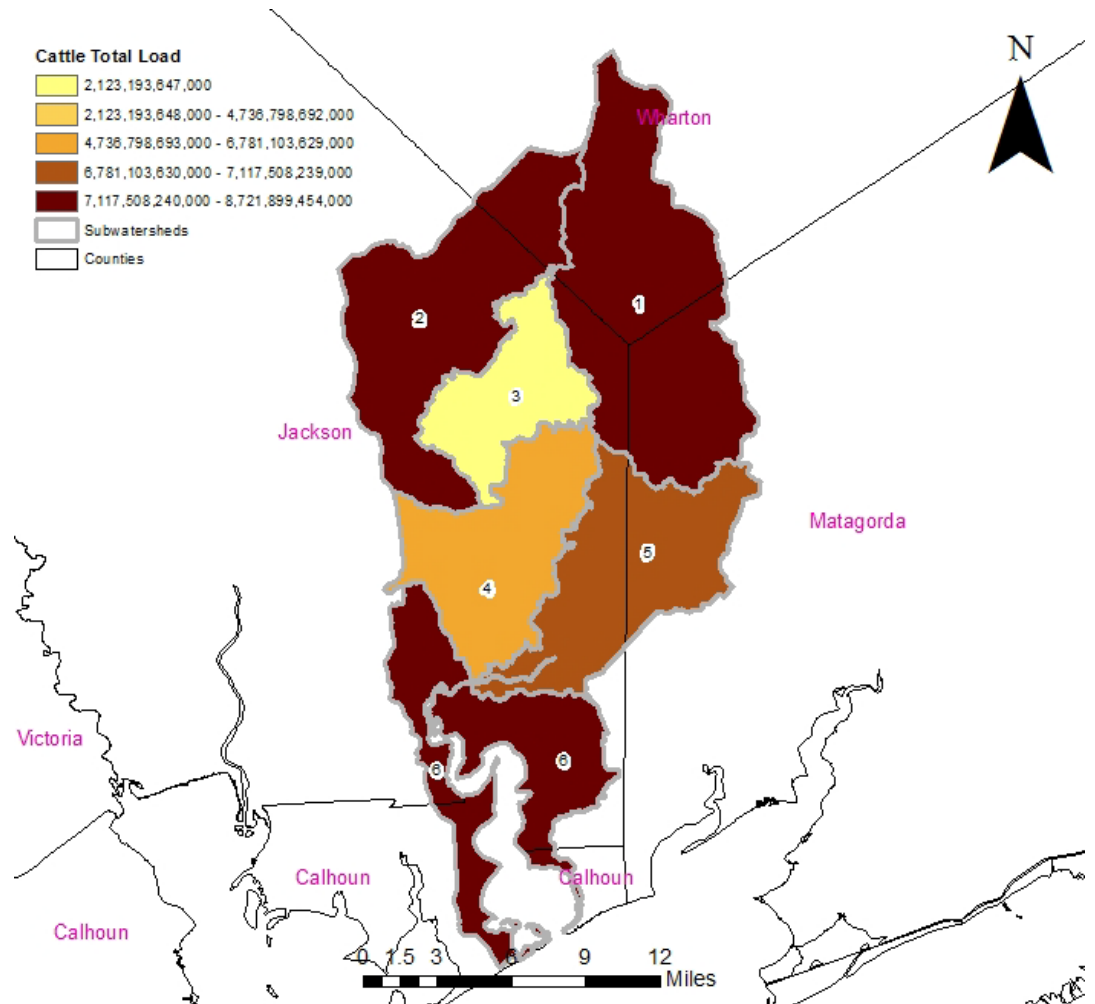 Cattle Total Load
2,123,193,647,000
2,123,193,648,000 - 4,736,798,692,000
4,736,798,693,000 - 6,781,103,629,000
6,781,103,630,000 - 7,117,508,239,000
7,117,508,240,000 - 8,721,899,454,000
Subwatersheds
Counties
N
Wharton
1
2
3
Jackson
Matagorda
5
4
Victoria
6
6
Calhoun
Calhoun
Calhoun
0 1.5 3 6 9 12
Miles